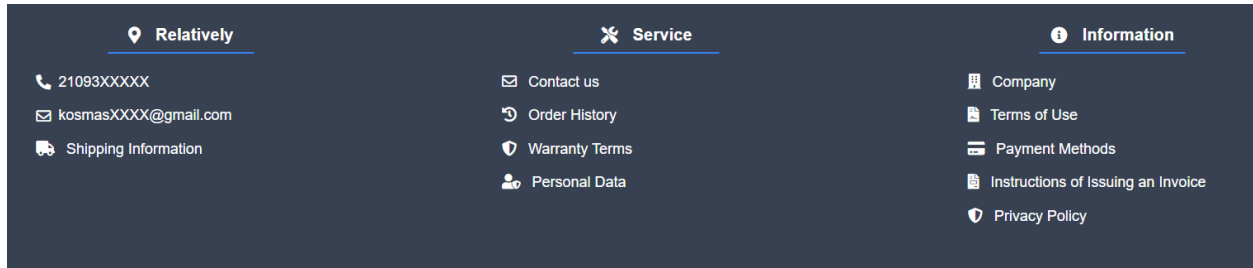 Relatively
21093XXXXX
kosmasXXXX@gmail.com
Shipping Information
Service
Contact us
Order History
Warranty Terms
Personal Data
Information
Company
Terms of Use
Payment Methods
Instructions of Issuing an Invoice
Privacy Policy